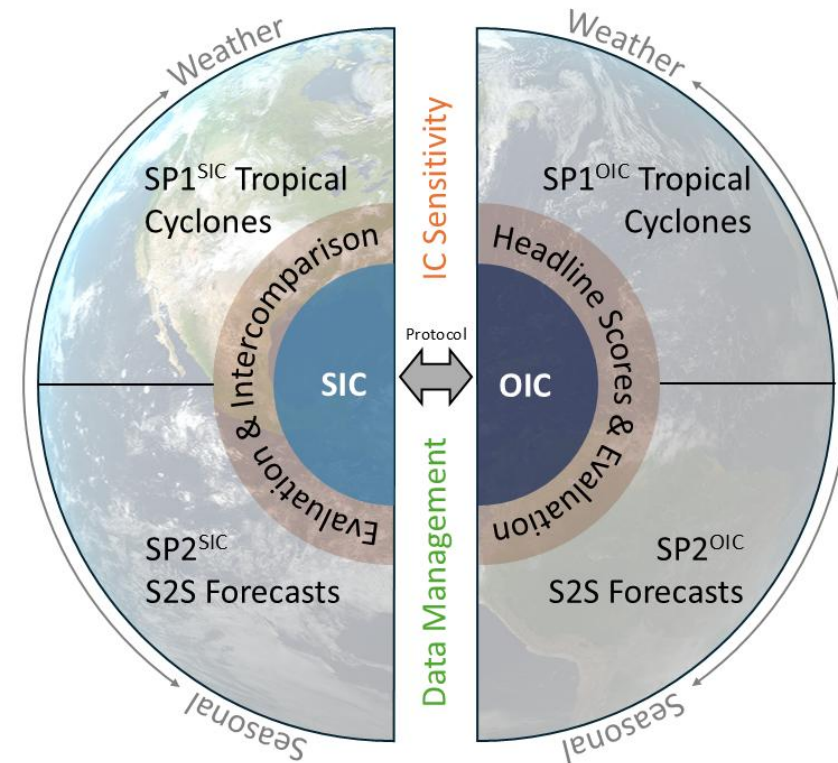 Weather
SP1SIC Tropical
Cyclones
Evaluation & Intercomparison
SIC
SP2SIC
S2S Forecasts
Seasonal
IC Sensitivity
Protocol
Data Management
Weather
SP1OIC Tropical
Cyclones
Headline Scores & Evaluation
OIC
SP2OIC
S2S Forecasts
Seasonal